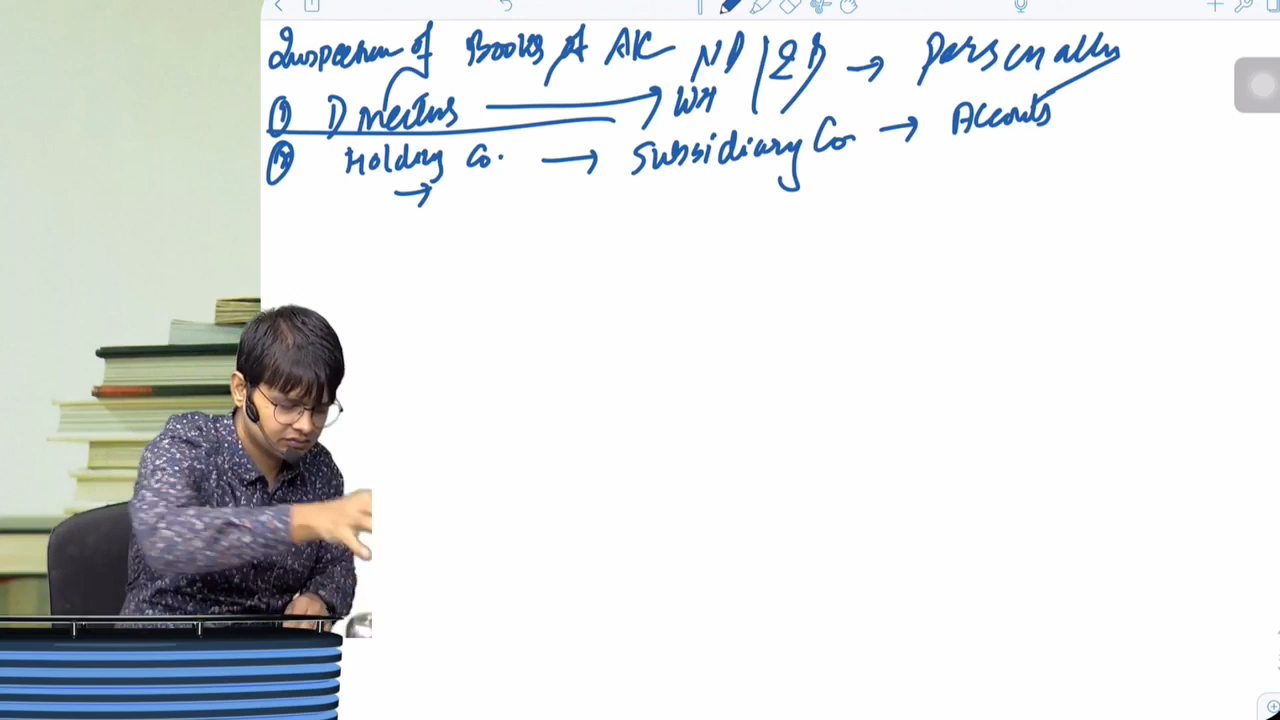 Inspection of Books of A/c ND / ED → Personally
① Directors → WH
② Holding Co. → Subsidiary Co → Accounts
→